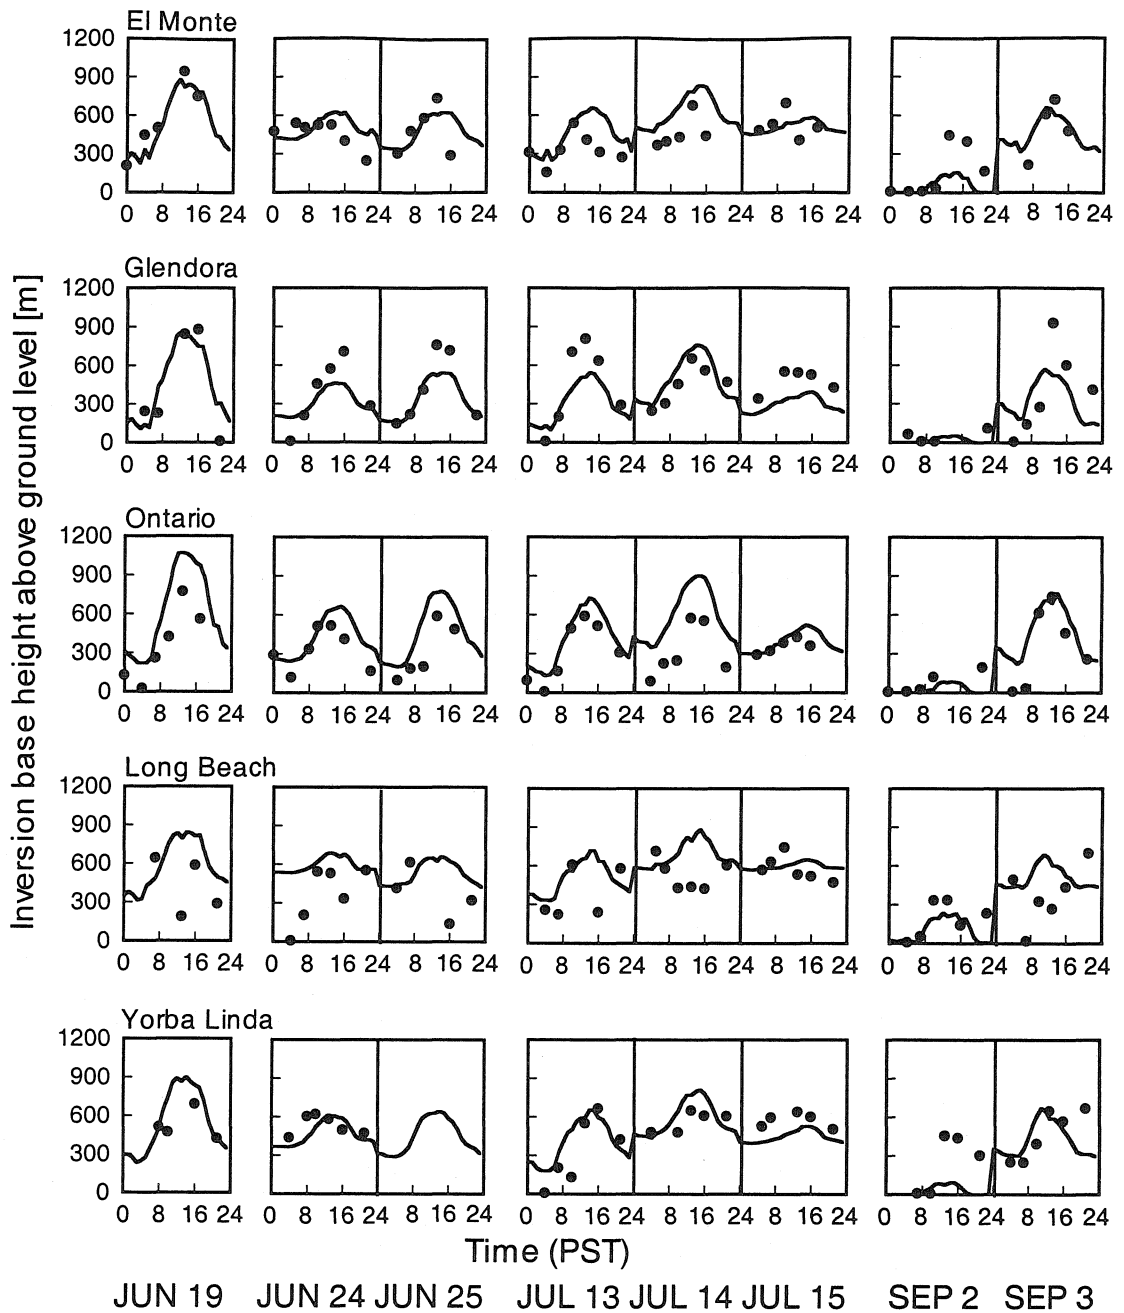 El Monte
1200
900
600
300
0
0 8 16 24 0 8 16 24 8 16 24 0 8 16 24 8 16 24 8 16 24 0 8 16 24 8 16 24
Glendora
1200
900
600
300
0
0 8 16 24 0 8 16 24 8 16 24 0 8 16 24 8 16 24 8 16 24 0 8 16 24 8 16 24
Ontario
1200
900
600
300
0
0 8 16 24 0 8 16 24 8 16 24 0 8 16 24 8 16 24 8 16 24 0 8 16 24 8 16 24
Long Beach
1200
900
600
300
0
0 8 16 24 0 8 16 24 8 16 24 0 8 16 24 8 16 24 8 16 24 0 8 16 24 8 16 24
Yorba Linda
1200
900
600
300
0
0 8 16 24 0 8 16 24 8 16 24 0 8 16 24 8 16 24 8 16 24 0 8 16 24 8 16 24
Inversion base height above ground level [m]
Time (PST)
JUN 19 JUN 24 JUN 25 JUL 13 JUL 14 JUL 15 SEP 2 SEP 3